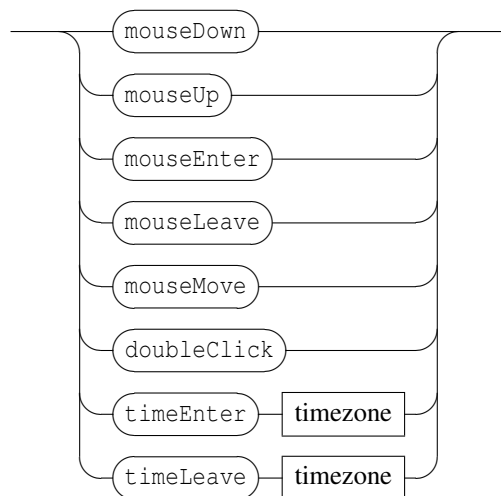 mouseDown
mouseUp
mouseEnter
mouseLeave
mouseMove
doubleClick
timeEnter timezone
timeLeave timezone